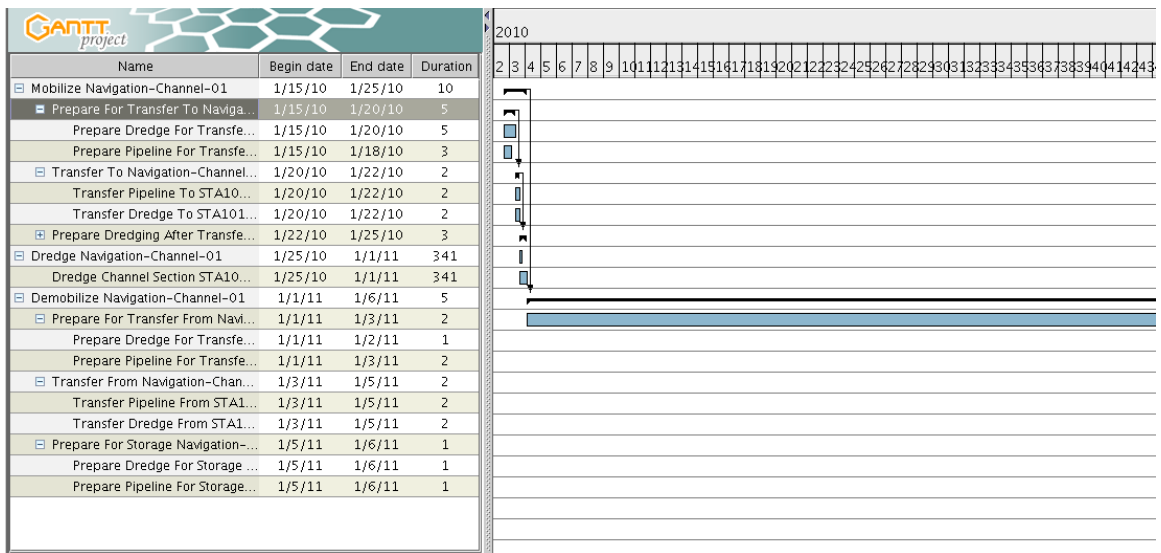 GANTT
project
2010
Name Begin date End date Duration 2 3 4 5 6 7 8 9 10 11 12 13 14 15 16 17 18 19 20 21 22 23 24 25 26 27 28 29 30 31 32 33 34 35 36 37 38 39 40 41 42 43
Mobilize Navigation-Channel-01 1/15/10 1/25/10 10
Prepare For Transfer To Naviga... 1/15/10 1/20/10 5
Prepare Dredge For Transfe... 1/15/10 1/20/10 5
Prepare Pipeline For Transfe... 1/15/10 1/18/10 3
Transfer To Navigation-Channel... 1/20/10 1/22/10 2
Transfer Pipeline To STA10... 1/20/10 1/22/10 2
Transfer Dredge To STA101... 1/20/10 1/22/10 2
Prepare Dredging After Transfe... 1/22/10 1/25/10 3
Dredge Navigation-Channel-01 1/25/10 1/1/11 341
Dredge Channel Section STA10... 1/25/10 1/1/11 341
Demobilize Navigation-Channel-01 1/1/11 1/6/11 5
Prepare For Transfer From Navi... 1/1/11 1/3/11 2
Prepare Dredge For Transfe... 1/1/11 1/2/11 1
Prepare Pipeline For Transfe... 1/1/11 1/3/11 2
Transfer From Navigation-Chan... 1/3/11 1/5/11 2
Transfer Pipeline From STA1... 1/3/11 1/5/11 2
Transfer Dredge From STA1... 1/3/11 1/5/11 2
Prepare For Storage Navigation-... 1/5/11 1/6/11 1
Prepare Dredge For Storage ... 1/5/11 1/6/11 1
Prepare Pipeline For Storage... 1/5/11 1/6/11 1